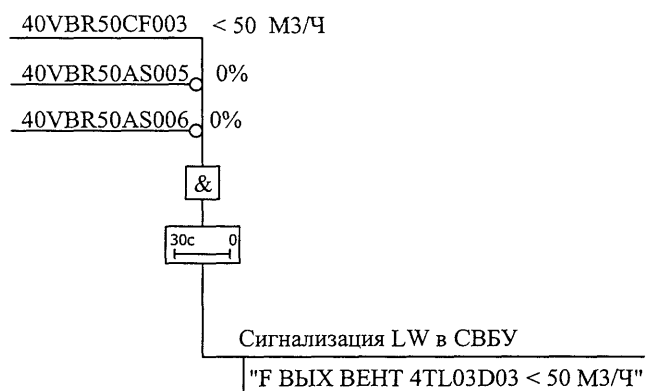 40VBR50CF003 < 50 М3/Ч
40VBR50AS005 0%
40VBR50AS006 0%
&
30с 0
Сигнализация LW в СВБУ
"F ВЫХ ВЕНТ 4TL03D03 < 50 М3/Ч"